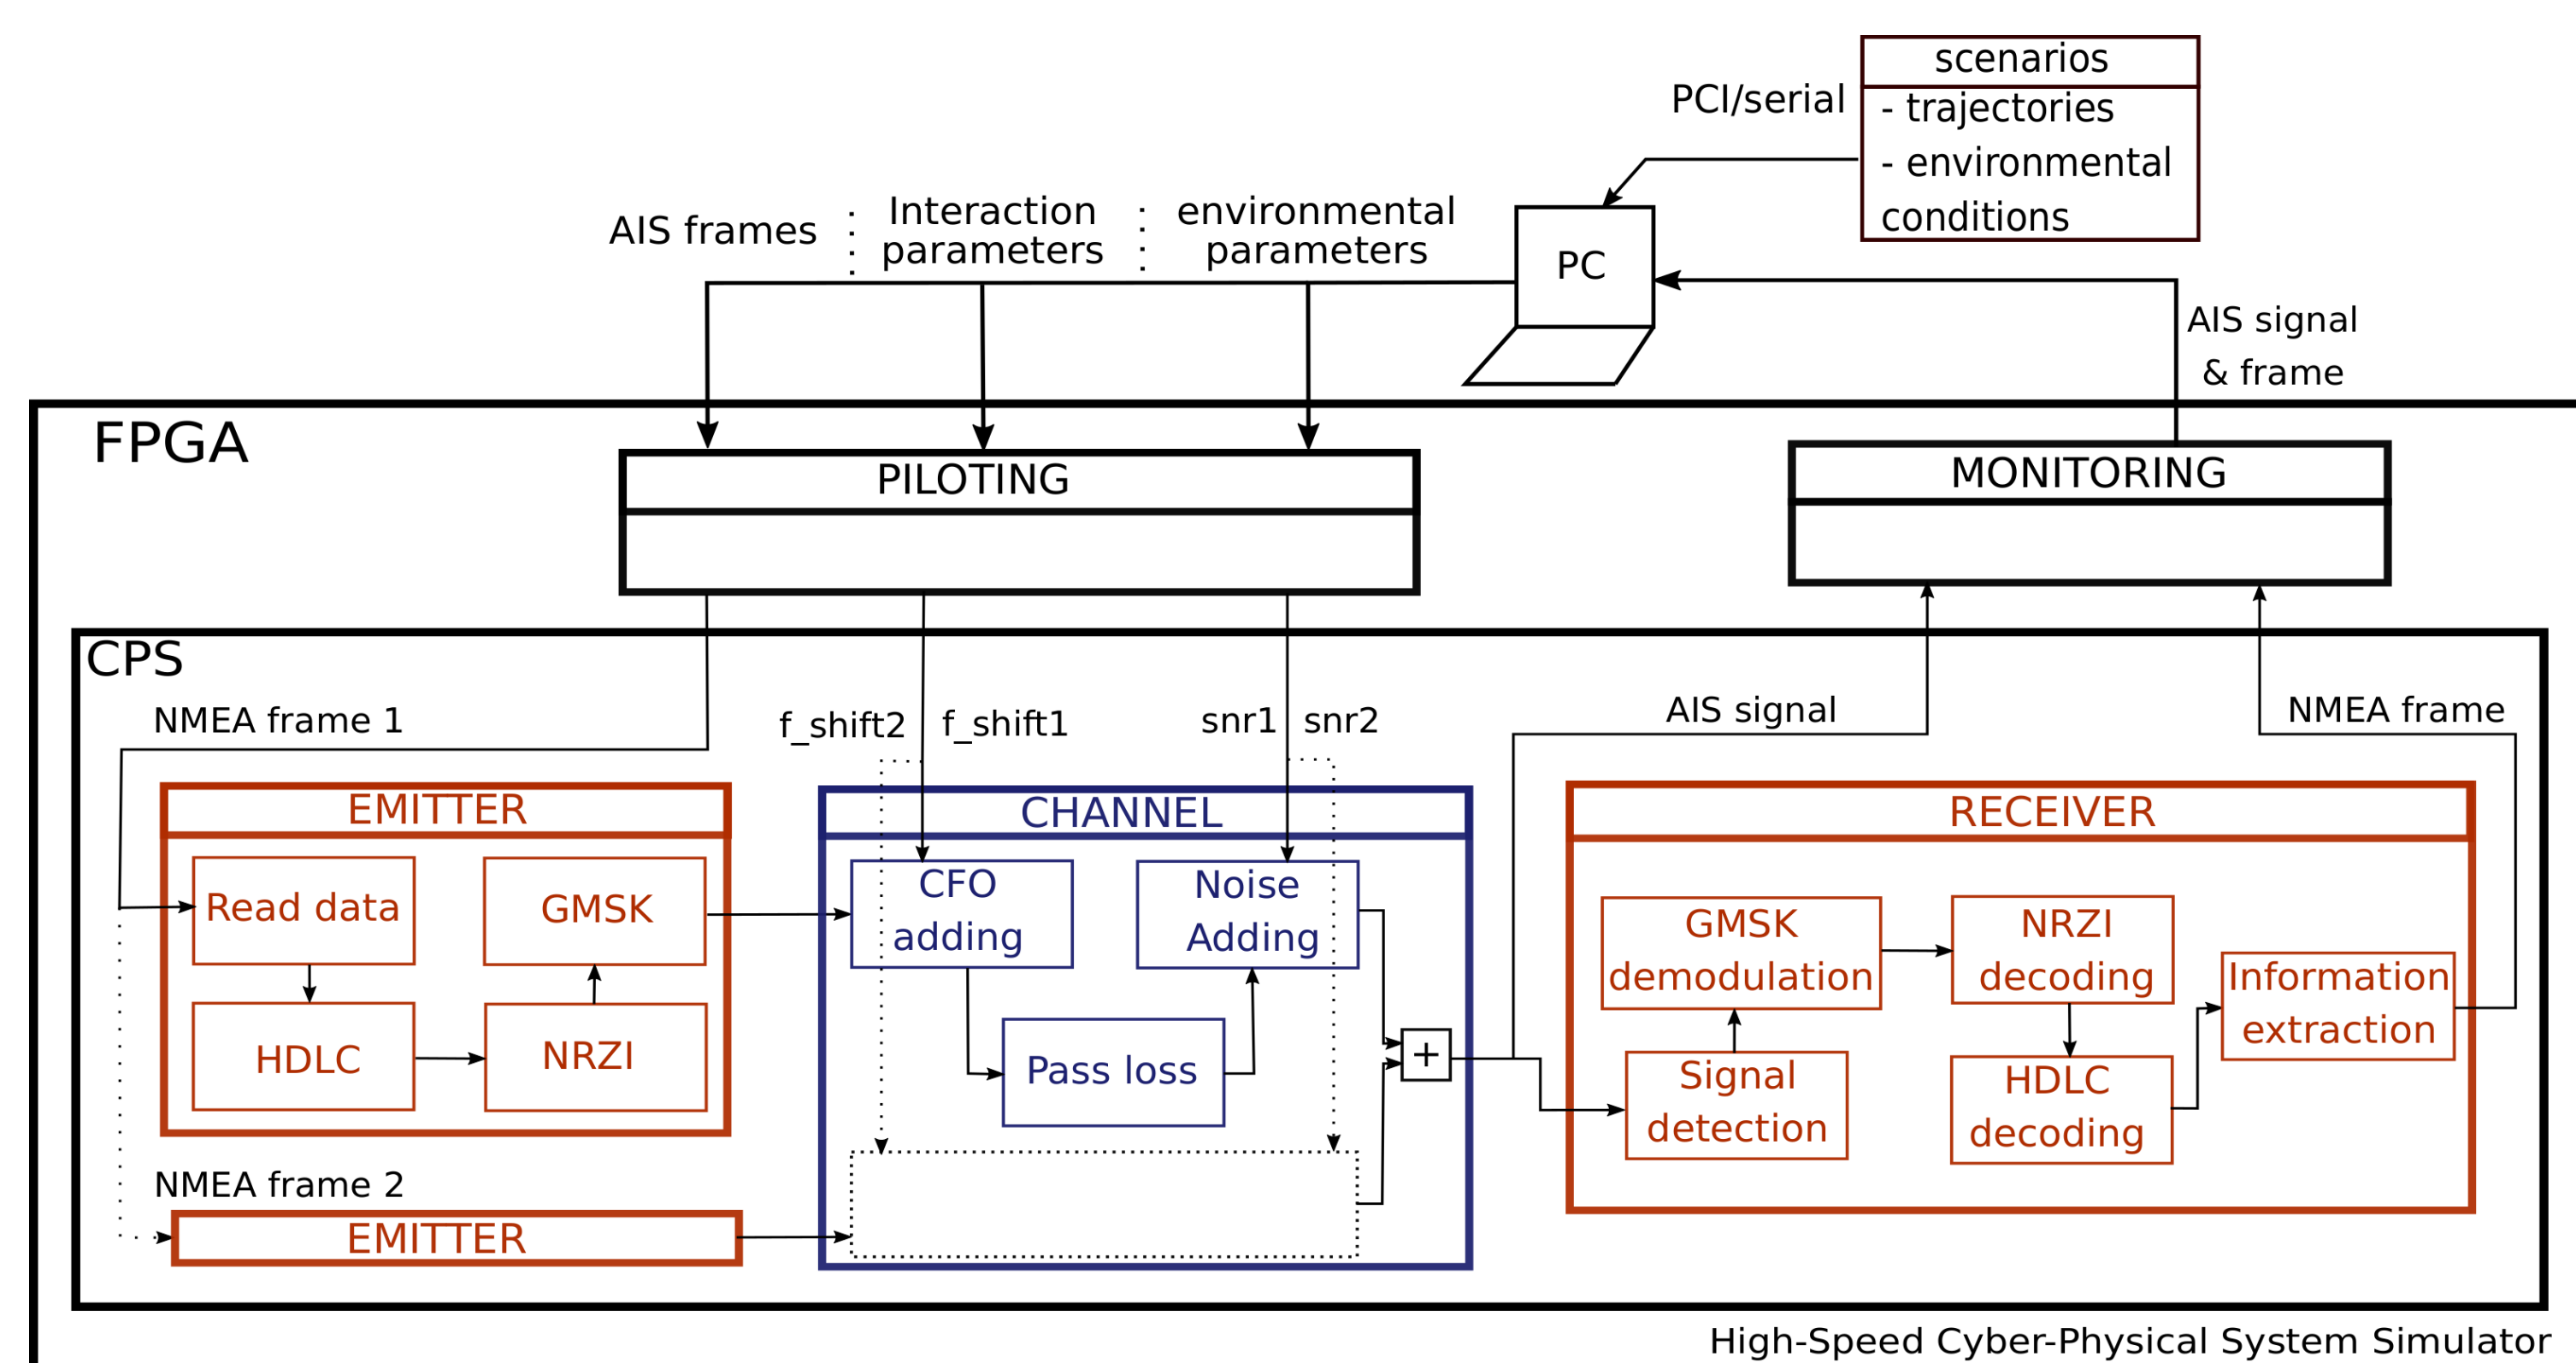 scenarios
PCI/serial
- trajectories
- environmental
conditions
AIS frames
Interaction
parameters
environmental
parameters
PC
AIS signal
& frame
FPGA
PILOTING
MONITORING
CPS
NMEA frame 1
f_shift2
f_shift1
snr1
snr2
AIS signal
NMEA frame
EMITTER
Read data
GMSK
HDLC
NRZI
CHANNEL
CFO
adding
Noise
Adding
Pass loss
+
RECEIVER
GMSK
demodulation
NRZI
decoding
Information
extraction
Signal
detection
HDLC
decoding
NMEA frame 2
EMITTER
High-Speed Cyber-Physical System Simulator